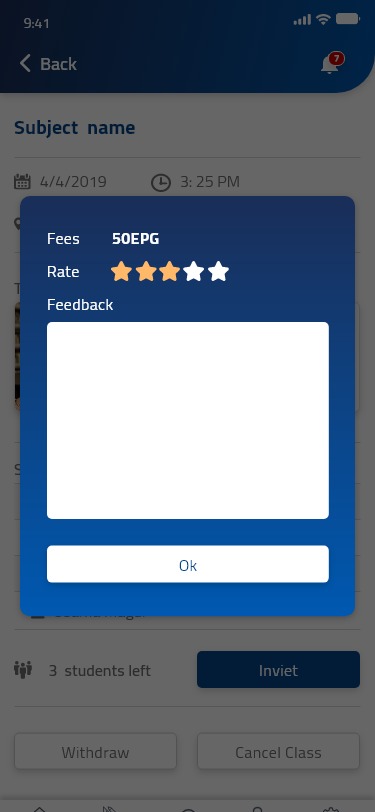 9:41
Back
7
Subject name
4/4/2019 3: 25 PM
Fees 50EPG
Rate
Feedback
Ok
3 students left Inviet
Withdraw Cancel Class